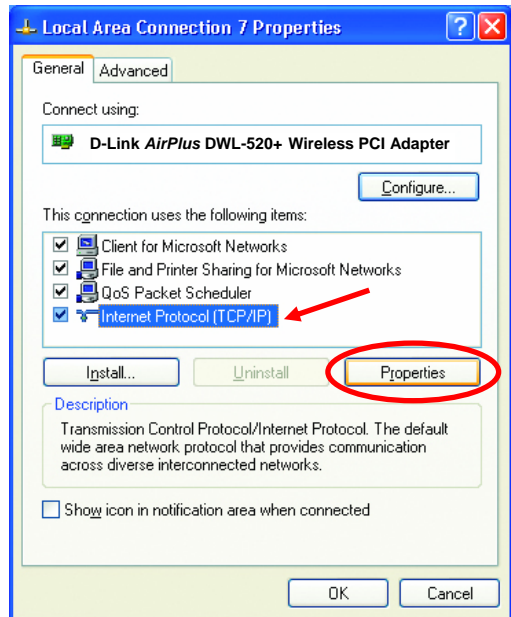 Local Area Connection 7 Properties
?
General
Advanced
Connect using:
D-Link AirPlus DWL-520+ Wireless PCI Adapter
Configure...
This connection uses the following items:
Client for Microsoft Networks
File and Printer Sharing for Microsoft Networks
QoS Packet Scheduler
Internet Protocol (TCP/IP)
Install...
Uninstall
Properties
Description
Transmission Control Protocol/Internet Protocol. The default
wide area network protocol that provides communication
across diverse interconnected networks.
Show icon in notification area when connected
OK
Cancel